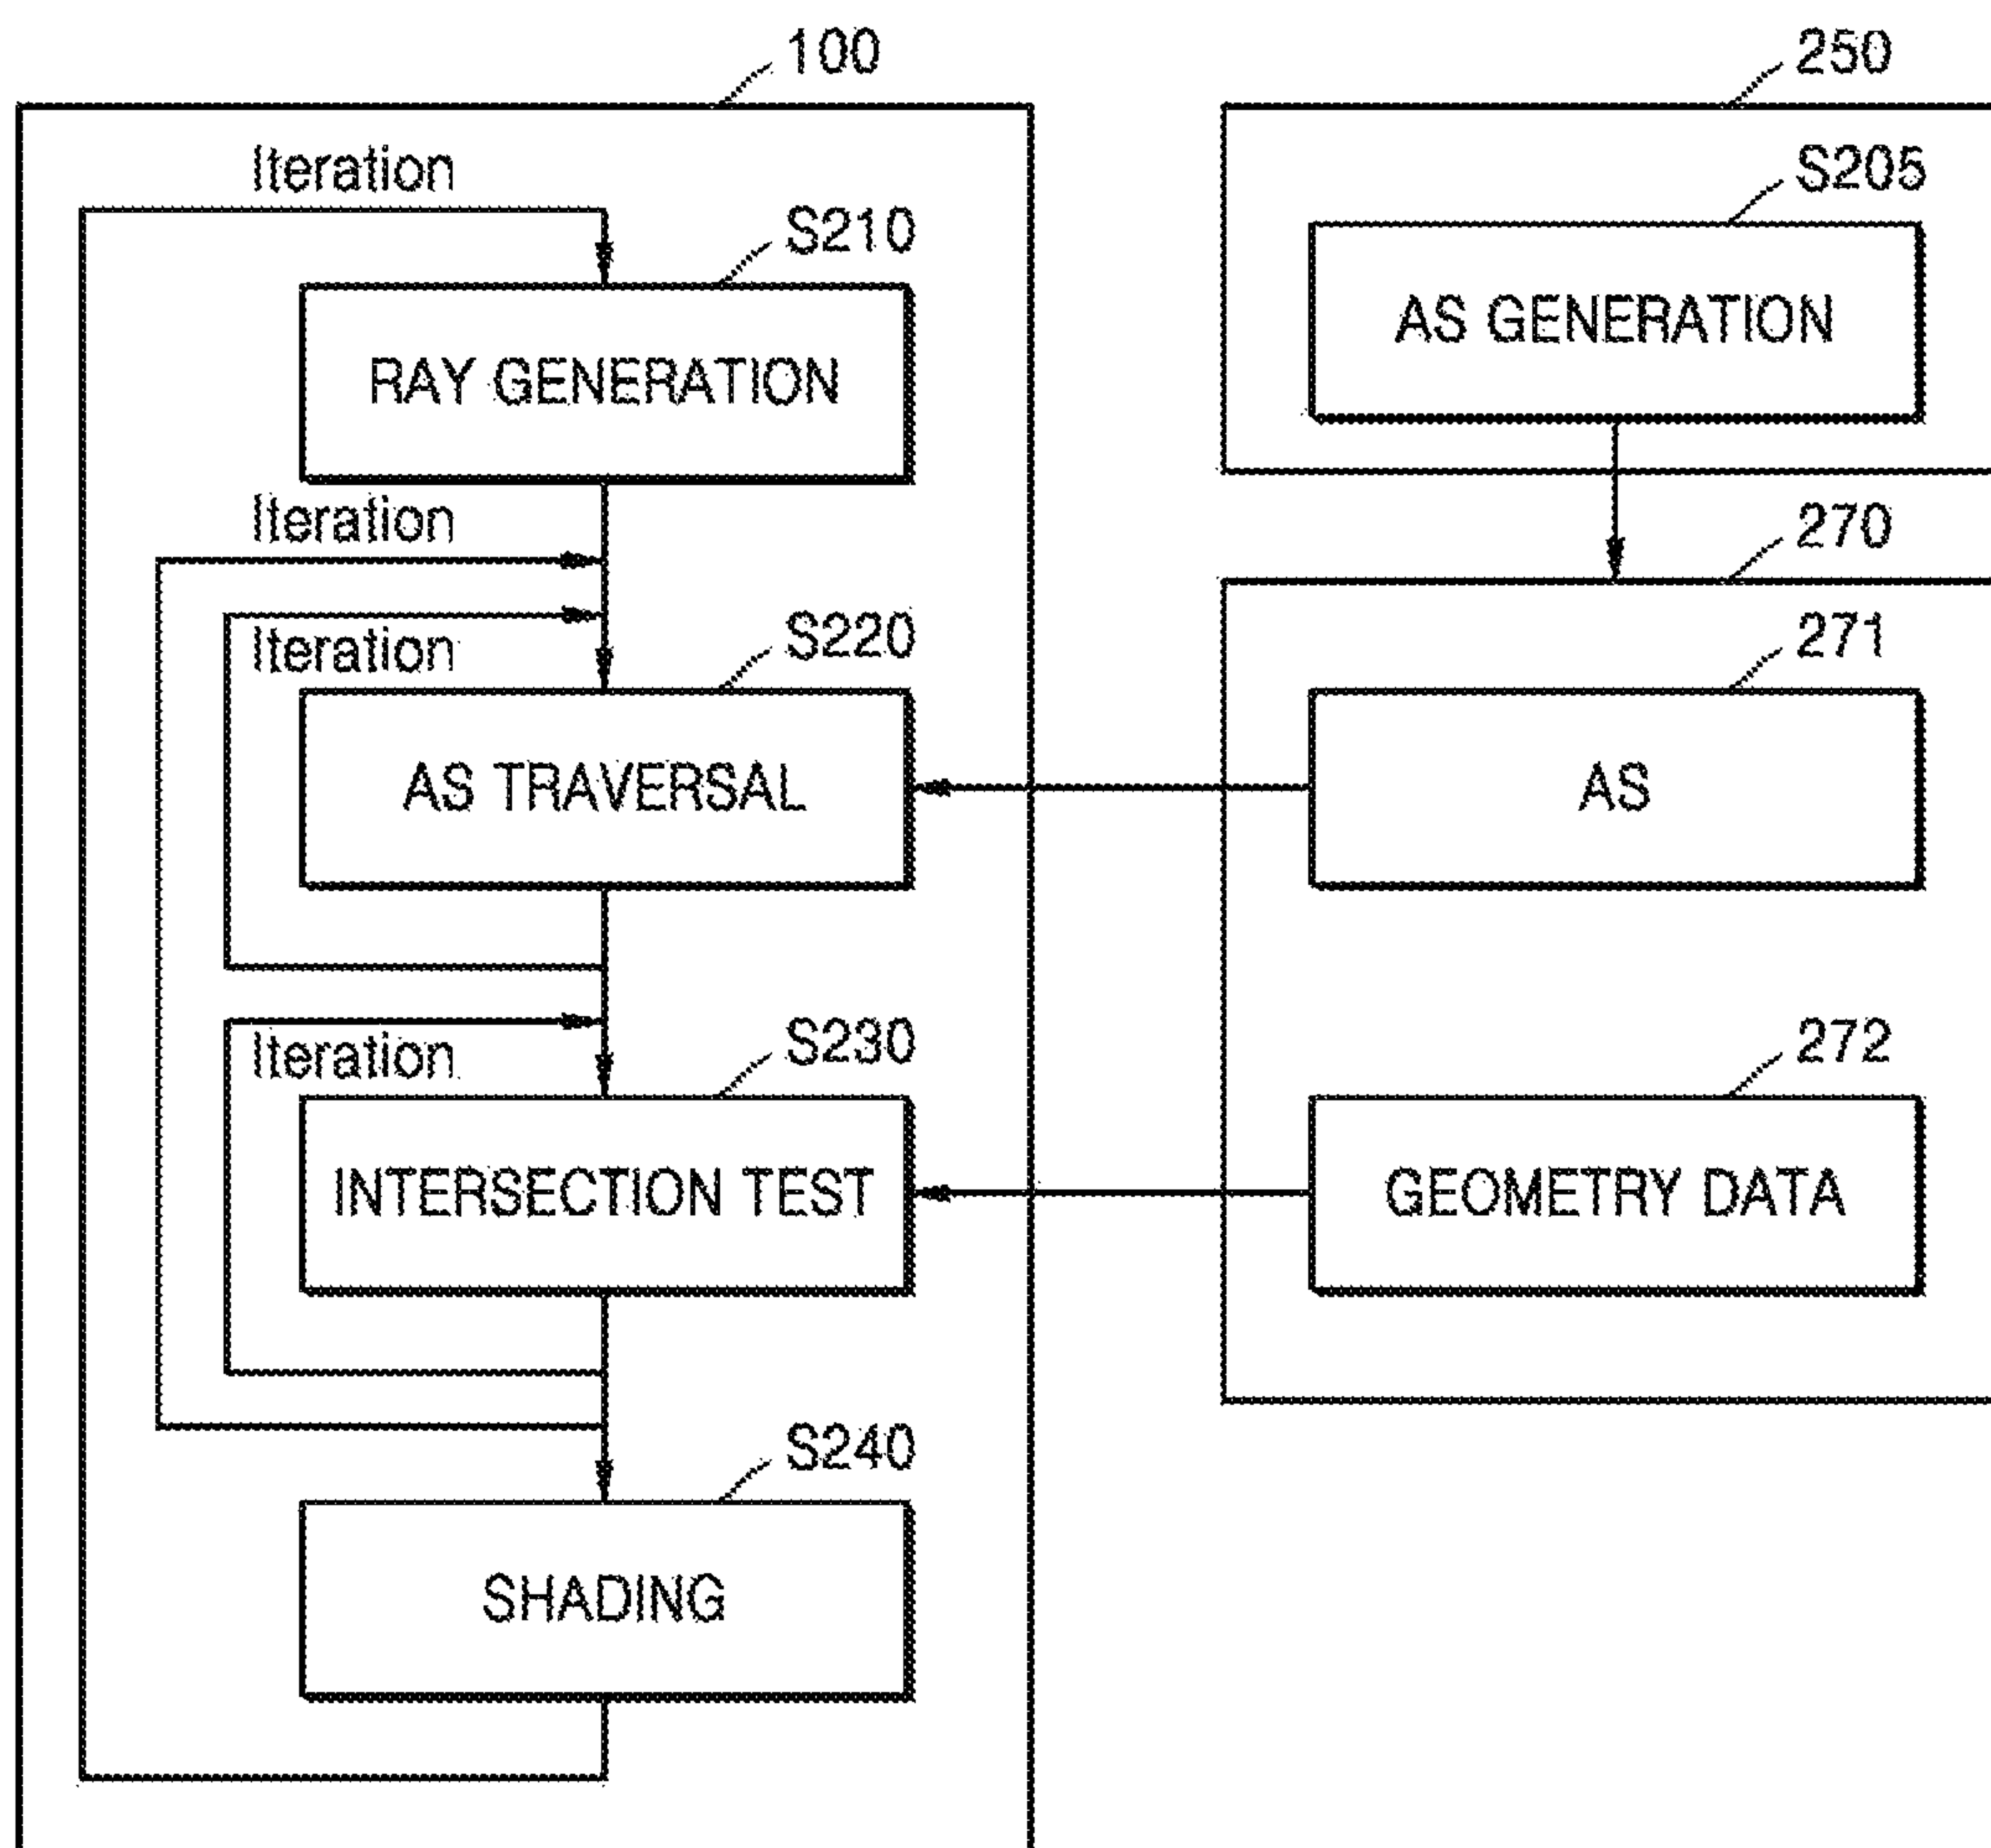 100
Iteration
S210
RAY GENERATION
Iteration
Iteration
S220
AS TRAVERSAL
Iteration
S230
INTERSECTION TEST
S240
SHADING
250
S205
AS GENERATION
270
271
AS
272
GEOMETRY DATA